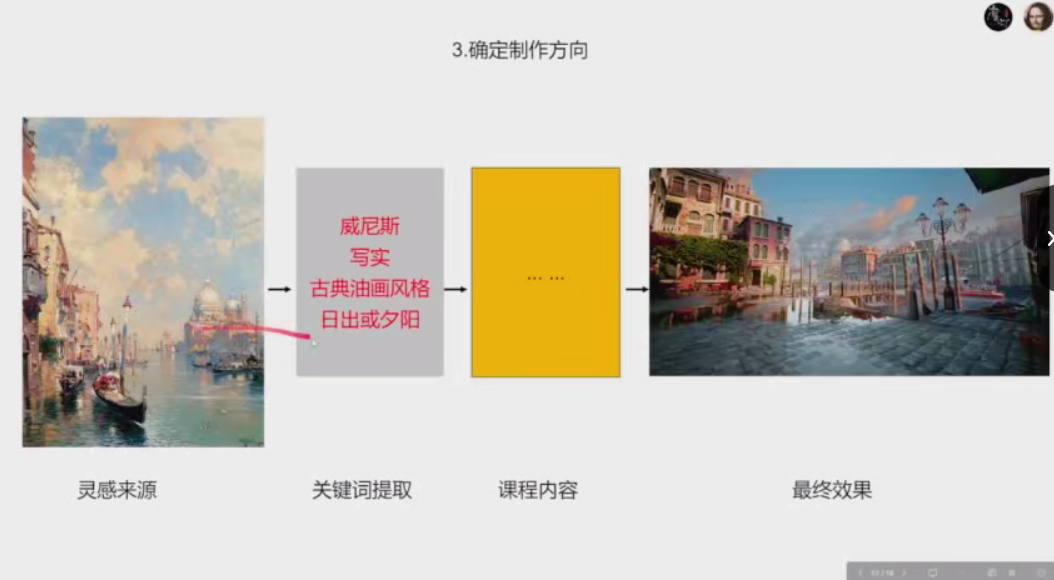 3.确定制作方向
威尼斯
写实
古典油画风格
日出或夕阳
... ...
灵感来源
关键词提取
课程内容
最终效果